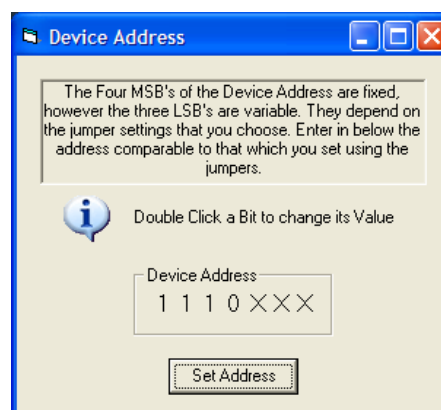 Device Address
The Four MSB's of the Device Address are fixed,
however the three LSB's are variable. They depend on
the jumper settings that you choose. Enter in below the
address comparable to that which you set using the
jumpers.
Double Click a Bit to change its Value
Device Address
1 1 1 0 X X X
Set Address